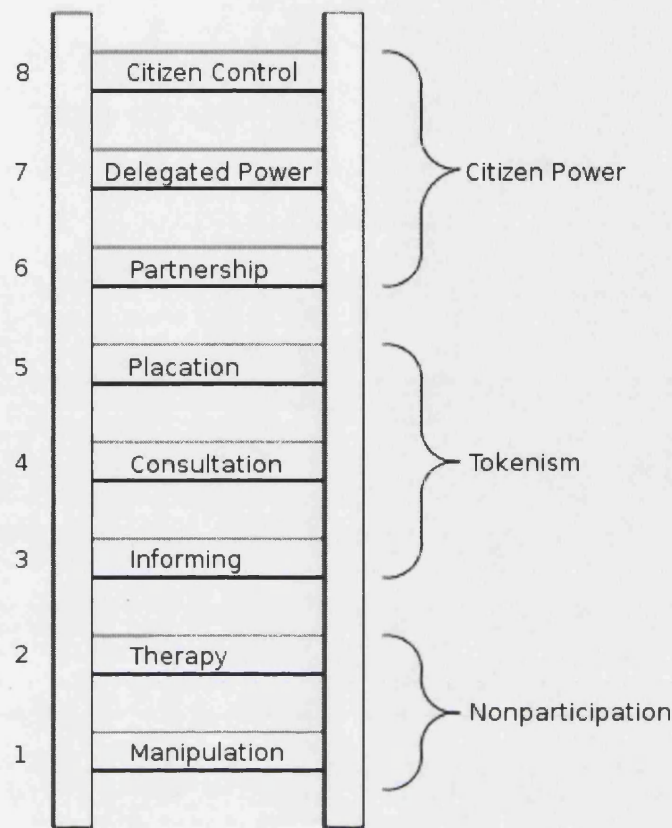 8 Citizen Control
7 Delegated Power
Citizen Power
6 Partnership
5 Placation
4 Consultation
Tokenism
3 Informing
2 Therapy
Nonparticipation
1 Manipulation